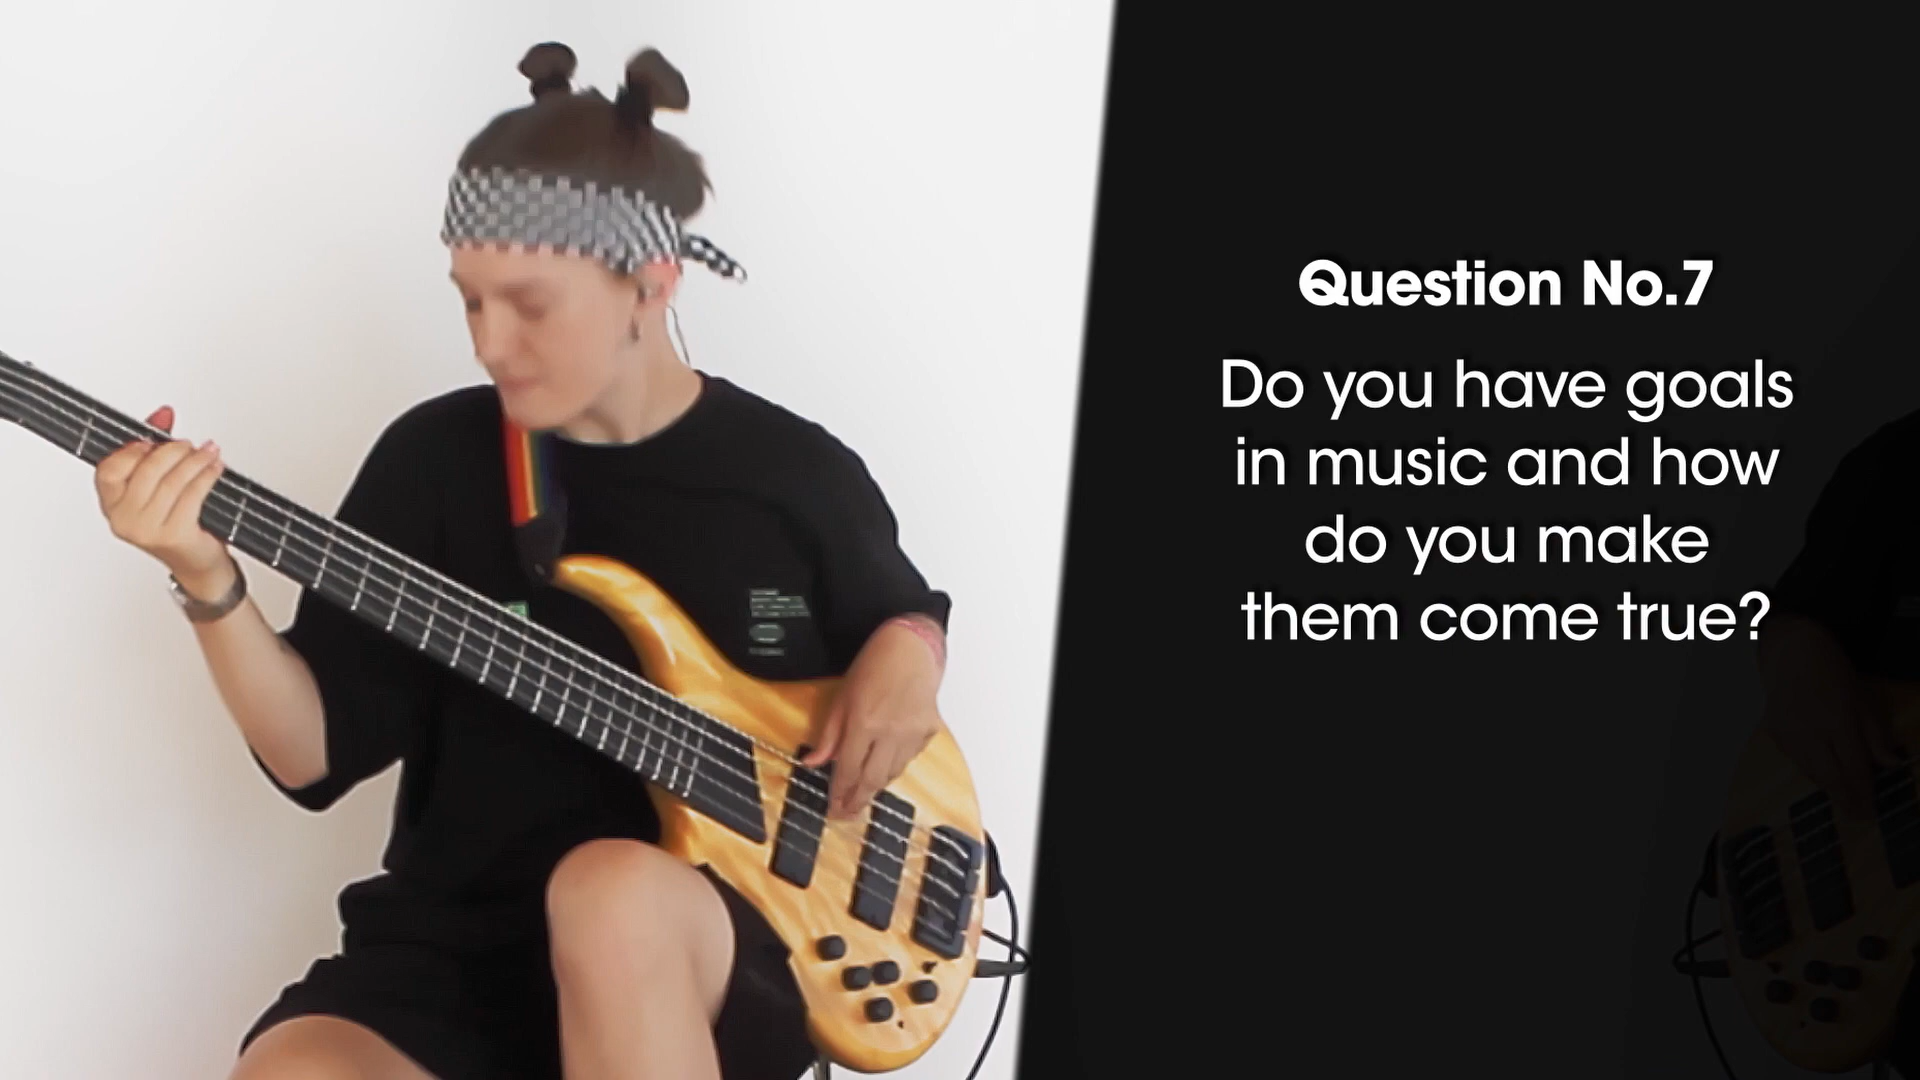 Question No.7
Do you have goals
in music and how
do you make
them come true?